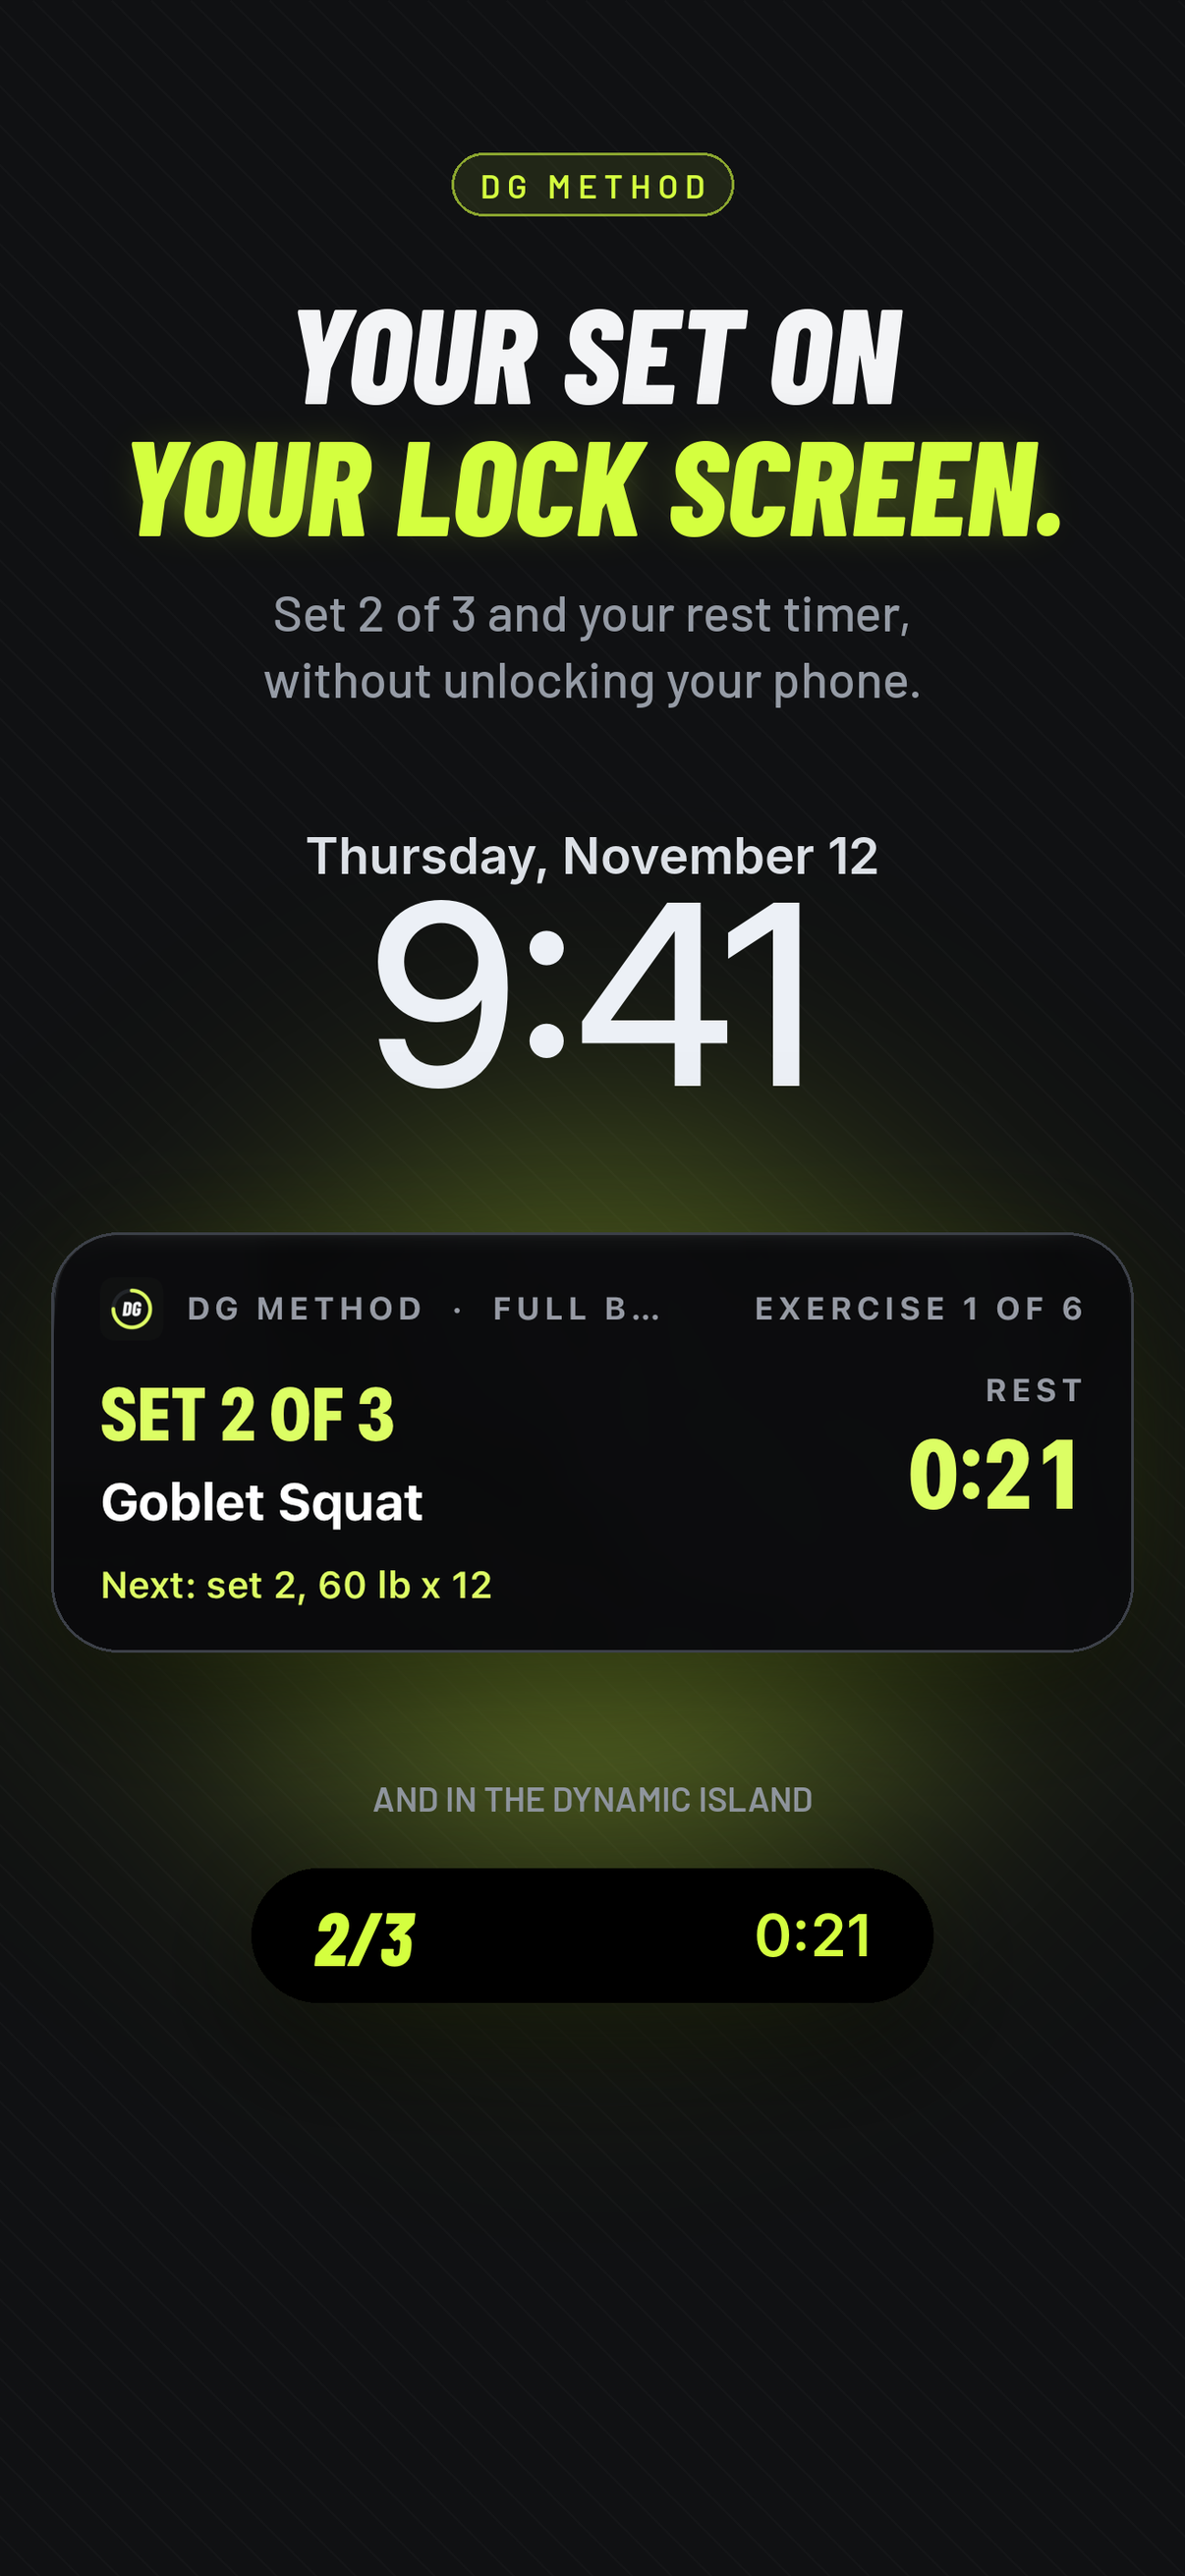 DG METHOD
YOUR SET ON
YOUR LOCK SCREEN.
Set 2 of 3 and your rest timer,
without unlocking your phone.
Thursday, November 12
9:41
DG DG METHOD · FULL B... EXERCISE 1 OF 6
SET 2 OF 3
REST
0:21
Goblet Squat
Next: set 2, 60 lb x 12
AND IN THE DYNAMIC ISLAND
2/3 0:21